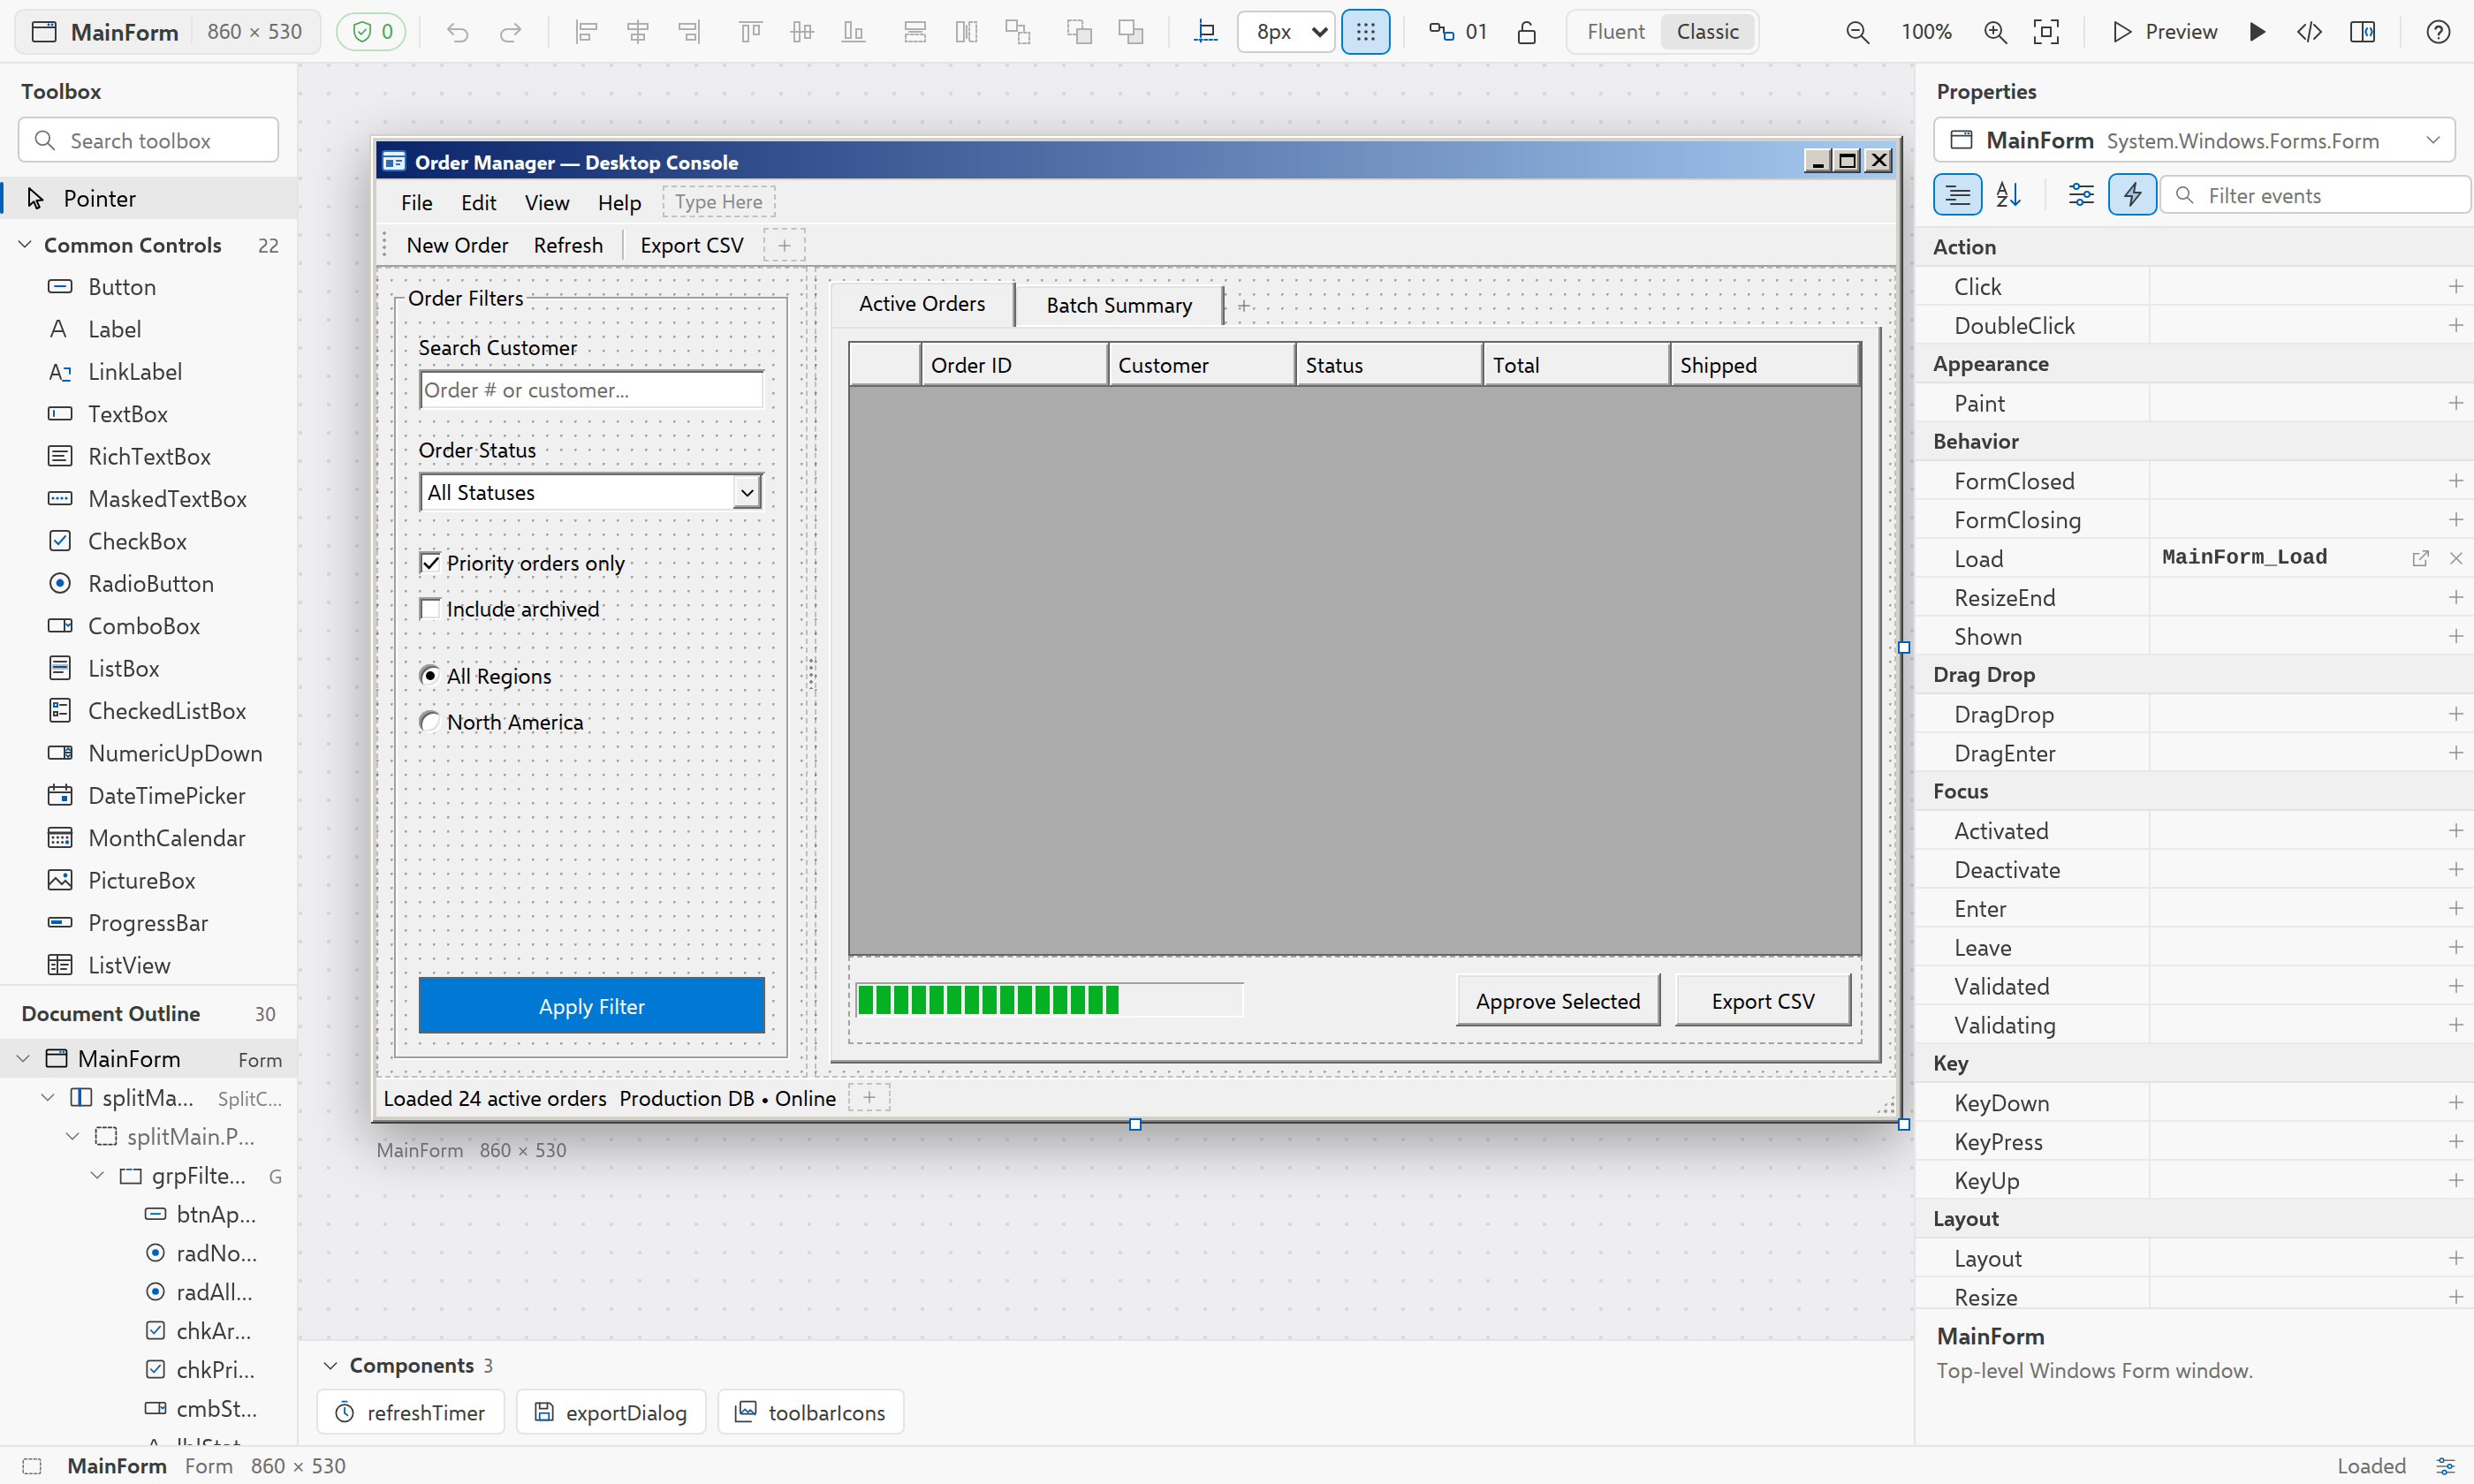 MainForm 860 × 530 0 8px 01 Fluent Classic 100% Preview
Toolbox
Search toolbox
Pointer
Common Controls 22
Button
Label
LinkLabel
TextBox
RichTextBox
MaskedTextBox
CheckBox
RadioButton
ComboBox
ListBox
CheckedListBox
NumericUpDown
DateTimePicker
MonthCalendar
PictureBox
ProgressBar
ListView
Document Outline 30
MainForm Form
splitMa... SplitC...
splitMain.P...
grpFilte... G
btnAp...
radNo...
radAll...
chkAr...
chkPri...
cmbSt...
Order Manager — Desktop Console
File Edit View Help Type Here
New Order Refresh Export CSV
Order Filters
Search Customer
Order # or customer...
Order Status
All Statuses
Priority orders only
Include archived
All Regions
North America
Apply Filter
Active Orders Batch Summary
Order ID Customer Status Total Shipped
Approve Selected Export CSV
Loaded 24 active orders Production DB • Online
MainForm 860 × 530
Components 3
refreshTimer exportDialog toolbarIcons
Properties
MainForm System.Windows.Forms.Form
Filter events
Action
Click
DoubleClick
Appearance
Paint
Behavior
FormClosed
FormClosing
Load MainForm_Load
ResizeEnd
Shown
Drag Drop
DragDrop
DragEnter
Focus
Activated
Deactivate
Enter
Leave
Validated
Validating
Key
KeyDown
KeyPress
KeyUp
Layout
Layout
Resize
MainForm
Top-level Windows Form window.
MainForm Form 860 × 530 Loaded